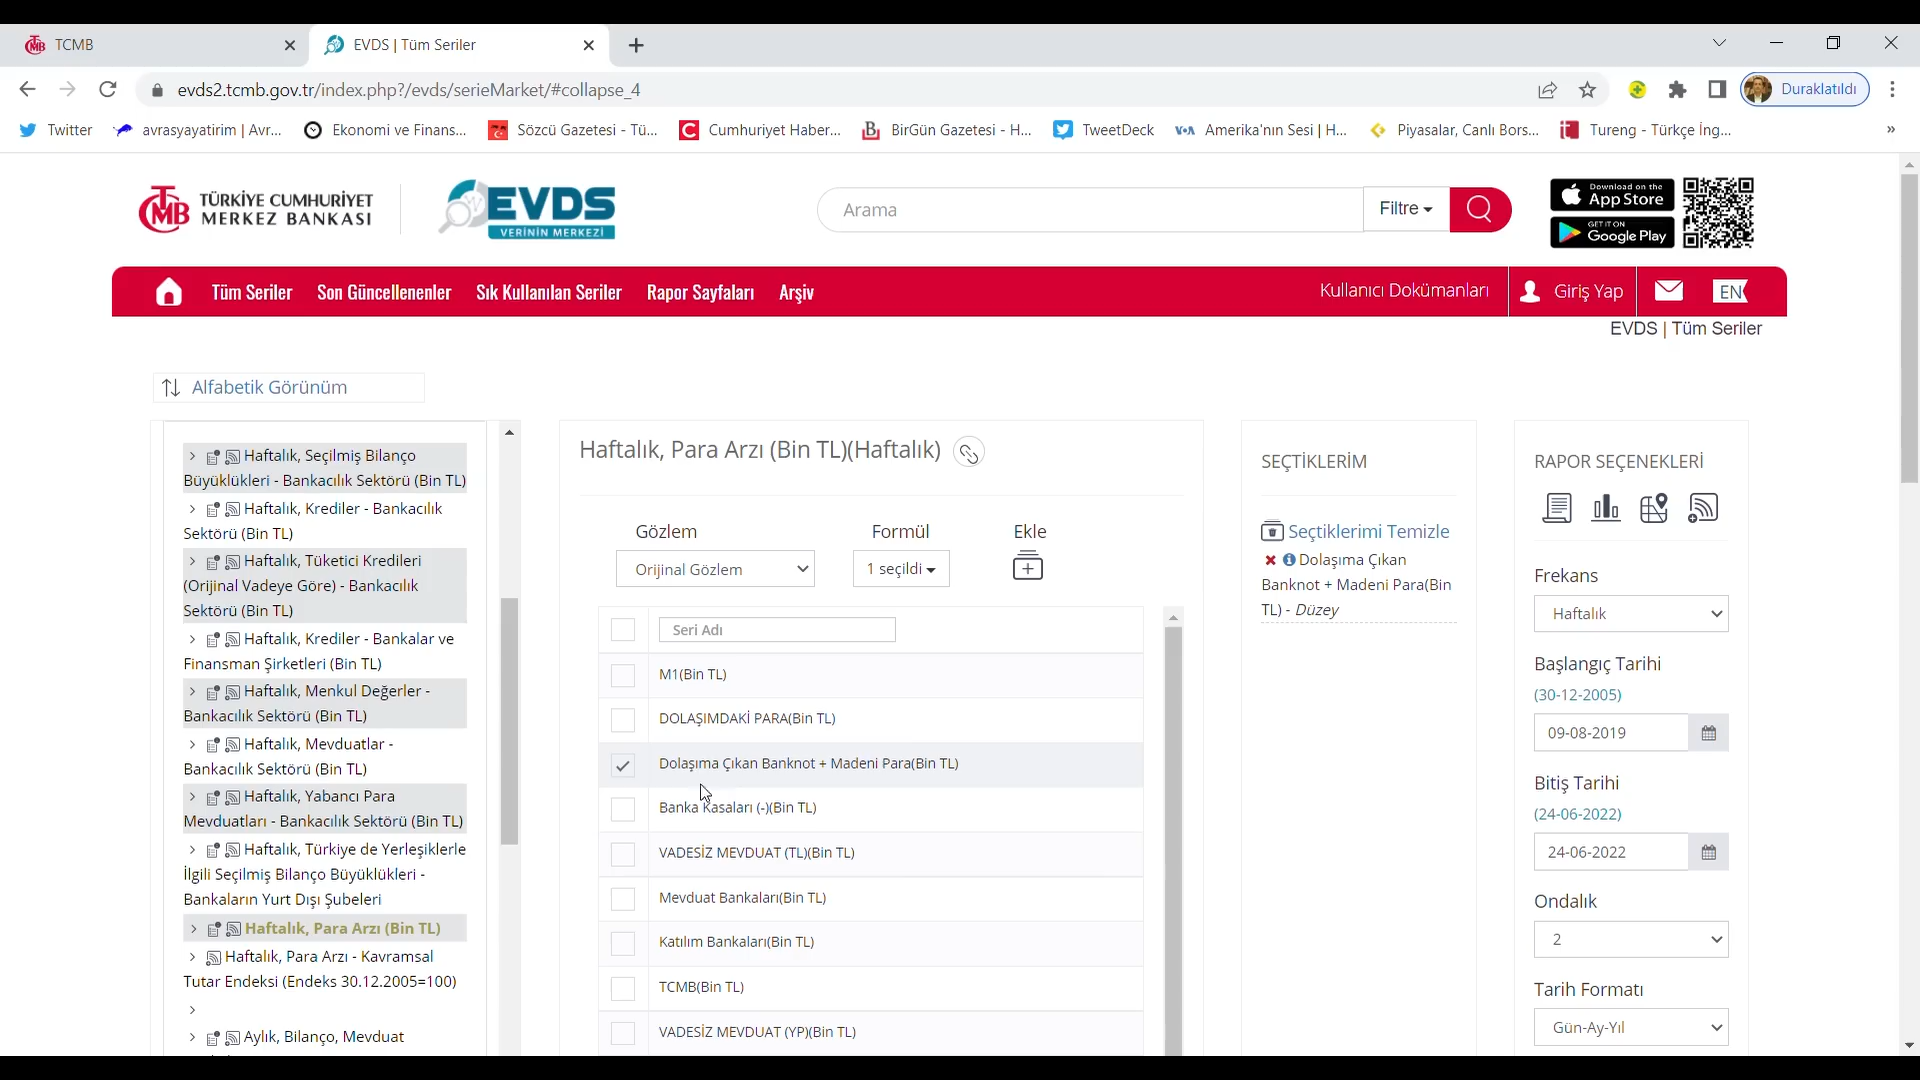 TCMB
EVDS | Tüm Seriler
evds2.tcmb.gov.tr/index.php?/evds/serieMarket/#collapse_4
Duraklatıldı
Twitter
avrasyayatirim | Avr...
Ekonomi ve Finans...
Sözcü Gazetesi - Tü...
Cumhuriyet Haber...
BirGün Gazetesi - H...
TweetDeck
Amerika'nın Sesi | H...
Piyasalar, Canlı Bors...
Tureng - Türkçe İng...
TÜRKİYE CUMHURİYET
MERKEZ BANKASI
EVDS
VERİNİN MERKEZİ
Arama
Filtre
Download on the
App Store
GET IT ON
Google Play
Tüm Seriler
Son Güncellenenler
Sık Kullanılan Seriler
Rapor Sayfaları
Arşiv
Kullanıcı Dokümanları
Giriş Yap
EN
EVDS | Tüm Seriler
Alfabetik Görünüm
Haftalık, Seçilmiş Bilanço
Büyüklükleri - Bankacılık Sektörü (Bin TL)
Haftalık, Krediler - Bankacılık
Sektörü (Bin TL)
Haftalık, Tüketici Kredileri
(Orijinal Vadeye Göre) - Bankacılık
Sektörü (Bin TL)
Haftalık, Krediler - Bankalar ve
Finansman Şirketleri (Bin TL)
Haftalık, Menkul Değerler -
Bankacılık Sektörü (Bin TL)
Haftalık, Mevduatlar -
Bankacılık Sektörü (Bin TL)
Haftalık, Yabancı Para
Mevduatları - Bankacılık Sektörü (Bin TL)
Haftalık, Türkiye de Yerleşiklerle
İlgili Seçilmiş Bilanço Büyüklükleri -
Bankaların Yurt Dışı Şubeleri
Haftalık, Para Arzı (Bin TL)
Haftalık, Para Arzı - Kavramsal
Tutar Endeksi (Endeks 30.12.2005=100)
Aylık, Bilanço, Mevduat
Haftalık, Para Arzı (Bin TL)(Haftalık)
Gözlem
Formül
Ekle
Orijinal Gözlem
1 seçildi
Seri Adı
M1(Bin TL)
DOLAŞIMDAKİ PARA(Bin TL)
Dolaşıma Çıkan Banknot + Madeni Para(Bin TL)
Banka Kasaları (-)(Bin TL)
VADESİZ MEVDUAT (TL)(Bin TL)
Mevduat Bankaları(Bin TL)
Katılım Bankaları(Bin TL)
TCMB(Bin TL)
VADESİZ MEVDUAT (YP)(Bin TL)
SEÇTİKLERİM
Seçtiklerimi Temizle
Dolaşıma Çıkan
Banknot + Madeni Para(Bin
TL) - Düzey
RAPOR SEÇENEKLERİ
Frekans
Haftalık
Başlangıç Tarihi
(30-12-2005)
09-08-2019
Bitiş Tarihi
(24-06-2022)
24-06-2022
Ondalık
2
Tarih Formatı
Gün-Ay-Yıl